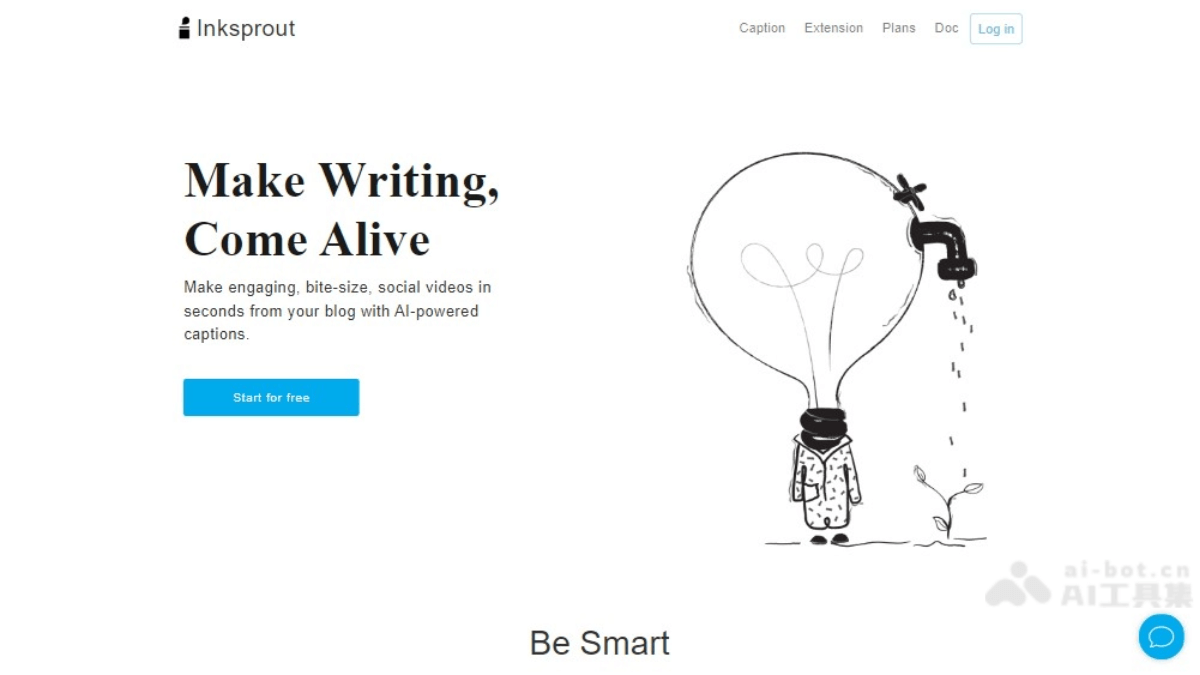 Inksprout
Caption Extension Plans Doc Log in
Make Writing,
Come Alive
Make engaging, bite-size, social videos in
seconds from your blog with AI-powered
captions.
Start for free
ai-bot.cn
AI工具集
Be Smart